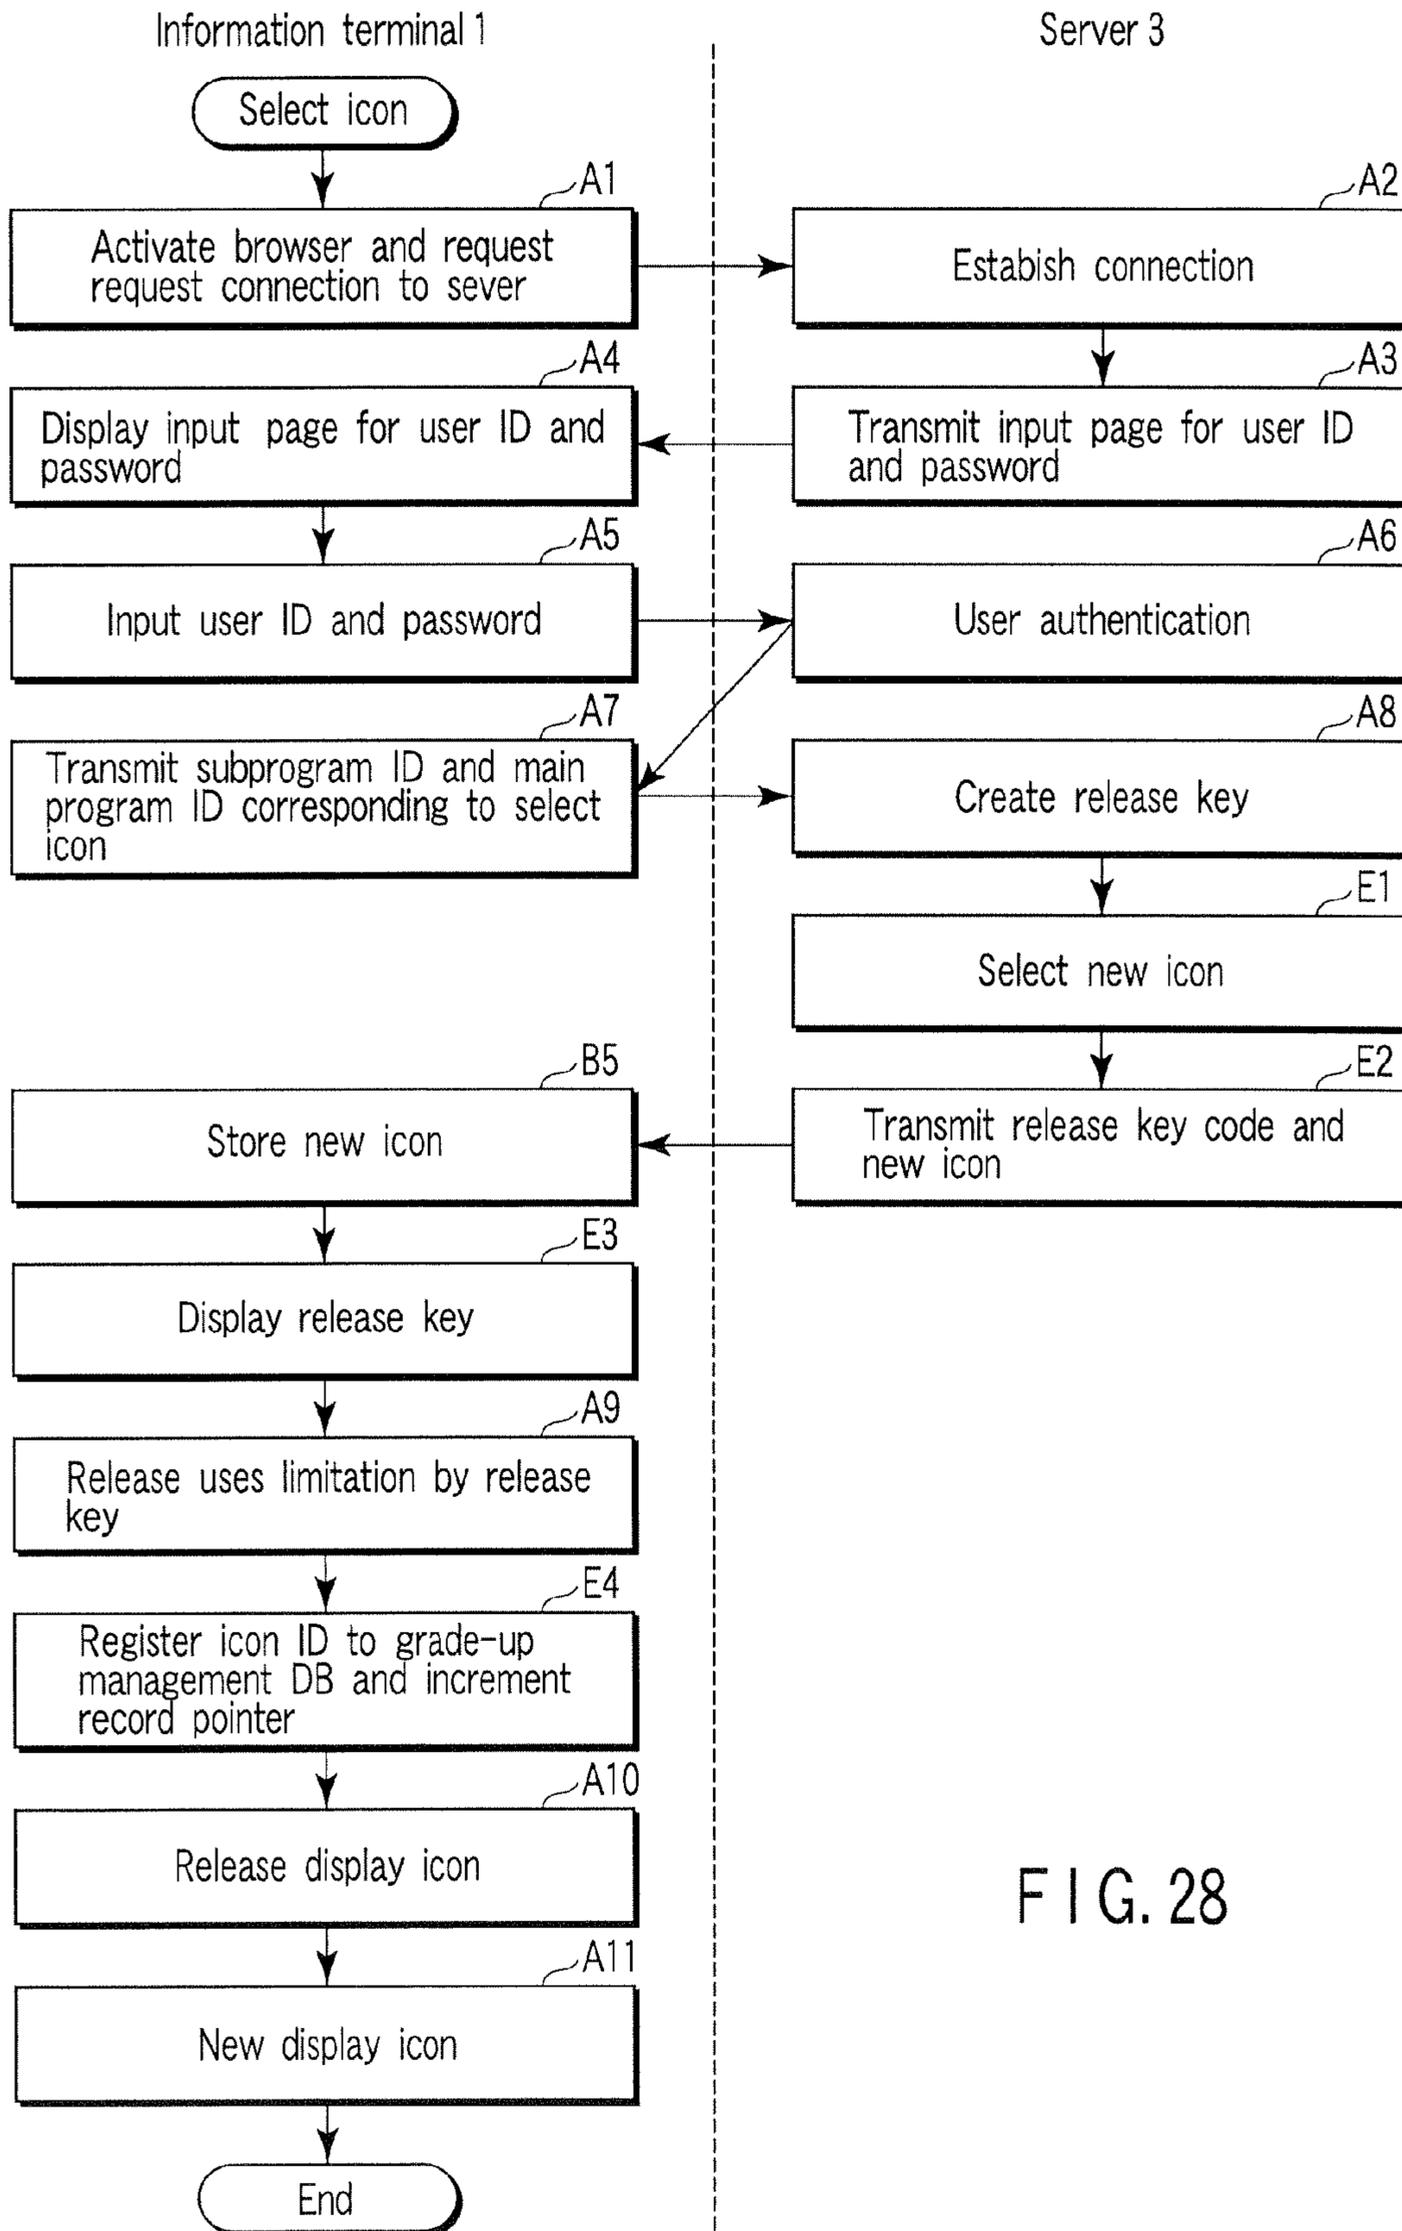 Information terminal 1
Server 3
Select icon
A1
Activate browser and request
request connection to sever
A2
Estabish connection
A4
Display input page for user ID and
password
A3
Transmit input page for user ID
and password
A5
Input user ID and password
A6
User authentication
A7
Transmit subprogram ID and main
program ID corresponding to select
icon
A8
Create release key
E1
Select new icon
B5
Store new icon
E2
Transmit release key code and
new icon
E3
Display release key
A9
Release uses limitation by release
key
E4
Register icon ID to grade-up
management DB and increment
record pointer
A10
Release display icon
A11
New display icon
End
FIG. 28